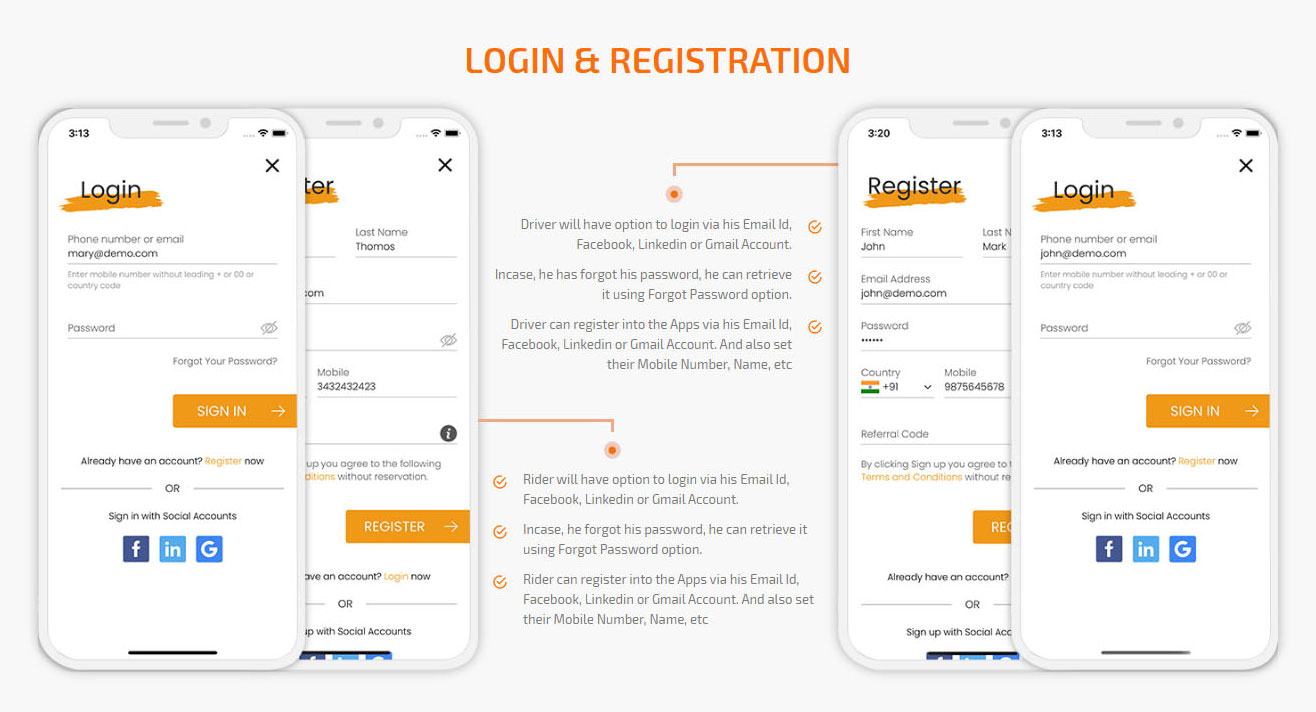 LOGIN & REGISTRATION
3:13
Login
Phone number or email
mary@demo.com
Enter mobile number without leading + or 00 or
country code
Password
Forgot Your Password?
SIGN IN
Already have an account? Register now
OR
Sign in with Social Accounts
f in G
ter
Last Name
Thomos
com
Mobile
3432432423
i
up you agree to the following
ditions without reservation.
REGISTER
ave an account? Login now
OR
up with Social Accounts
Driver will have option to login via his Email Id,
Facebook, Linkedin or Gmail Account.
Incase, he has forgot his password, he can retrieve
it using Forgot Password option.
Driver can register into the Apps via his Email Id,
Facebook, Linkedin or Gmail Account. And also set
their Mobile Number, Name, etc
Rider will have option to login via his Email Id,
Facebook, Linkedin or Gmail Account.
Incase, he forgot his password, he can retrieve it
using Forgot Password option.
Rider can register into the Apps via his Email Id,
Facebook, Linkedin or Gmail Account. And also set
their Mobile Number, Name, etc
3:20
Register
First Name
John
Last N
Mark
Email Address
john@demo.com
Password
Country
+91
Mobile
9875645678
Referral Code
By clicking Sign up you agree to t
Terms and Conditions without re
REG
Already have an account?
OR
Sign up with Social Acc
3:13
Login
Phone number or email
john@demo.com
Enter mobile number without leading + or 00 or
country code
Password
Forgot Your Password?
SIGN IN
Already have an account? Register now
OR
Sign in with Social Accounts
f in G